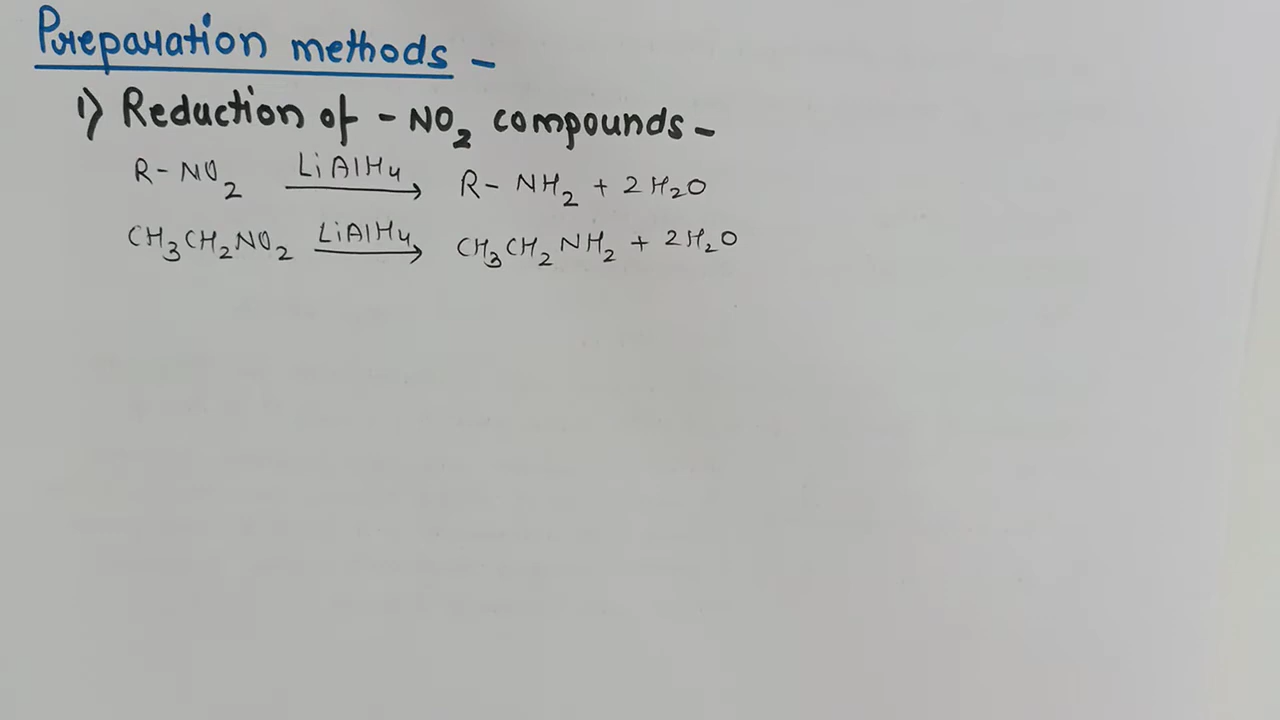 Preparation methods -
1) Reduction of - NO₂ compounds -
R - NO₂ LiAlH₄ → R - NH₂ + 2H₂O
CH₃CH₂NO₂ LiAlH₄ → CH₃CH₂NH₂ + 2H₂O